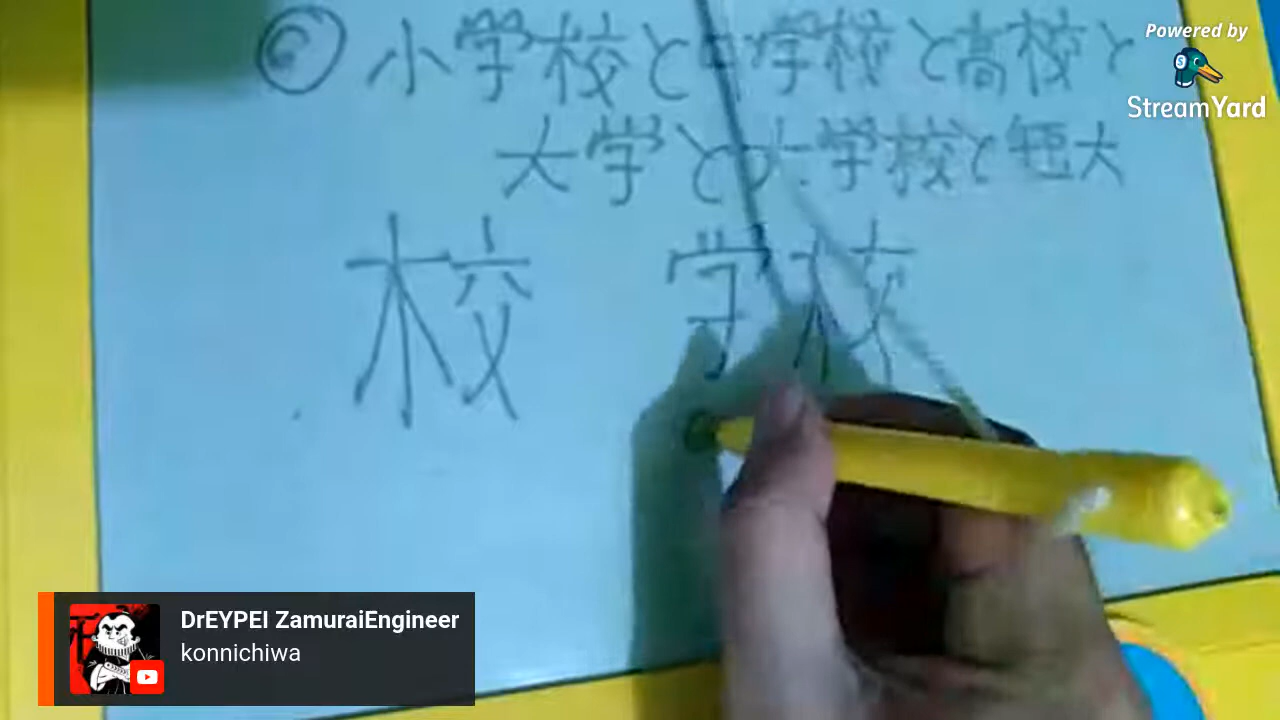 © 小学校と中学校と高校と
大学と大学校と短大
校 学校
Powered by
StreamYard
DrEYPEI ZamuraiEngineer
konnichiwa